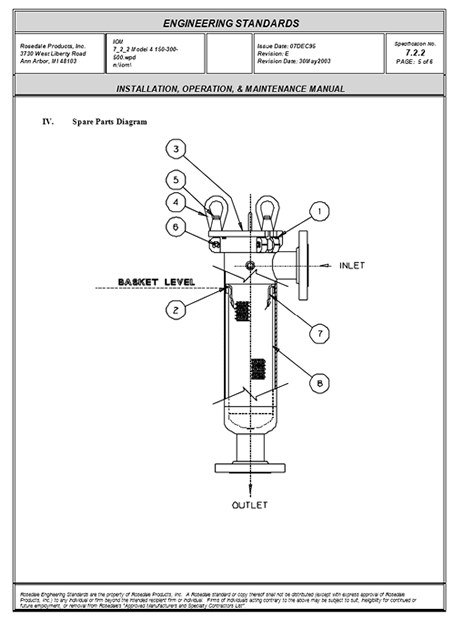 ENGINEERING STANDARDS
Rosedale Products, Inc.
3730 West Liberty Road
Ann Arbor, MI 48103
IOM
7_2_2 Model 4 150-300-
500.wpd
n:\iom\
Issue Date: 07DEC95
Revision: E
Revision Date: 30May2003
Specification No.
7.2.2
PAGE: 5 of 6
INSTALLATION, OPERATION, & MAINTENANCE MANUAL
IV. Spare Parts Diagram
3
5
4
1
6
INLET
BASKET LEVEL
2
7
8
OUTLET
Rosedale Engineering Standards are the property of Rosedale Products, Inc. A Rosedale standard or copy thereof shall not be distributed (except with express approval of Rosedale
Products, Inc.) to any individual or firm beyond the intended recipient firm or individual. Firms of individuals acting contrary to the above may be subject to suit, ineligibility for continued or
future employment, or removal from Rosedale's "Approved Manufacturers and Specialty Contractors List"